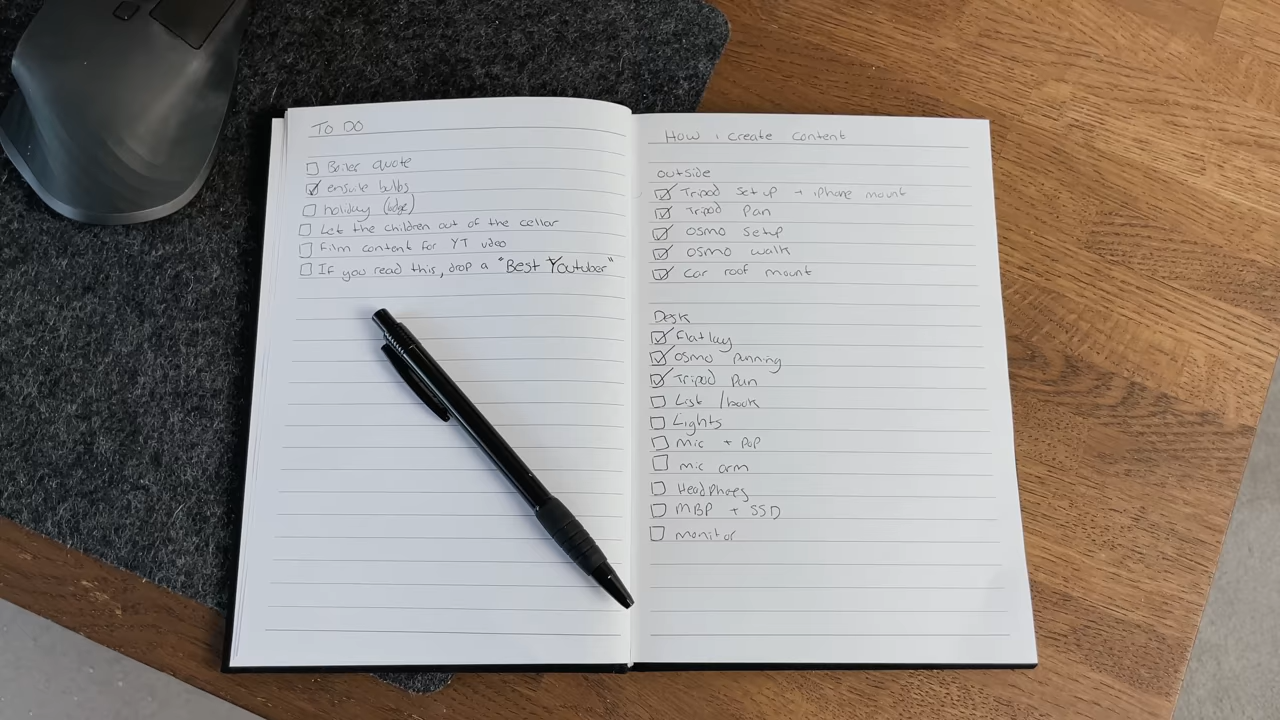 To DO
Boiler quote
ensuite bulbs
holiday (lodge)
Let the children out of the cellar
Film content for YT video
If you read this, drop a "Best Youtuber"
How i create content
outside
Tripod setup + iphone mount
Tripod Pan
osmo setup
osmo walk
car roof mount
Desk
flatlay
osmo running
Tripod Pan
List / book
Lights
mic + pop
mic arm
Headphones
MBP + SSD
monitor